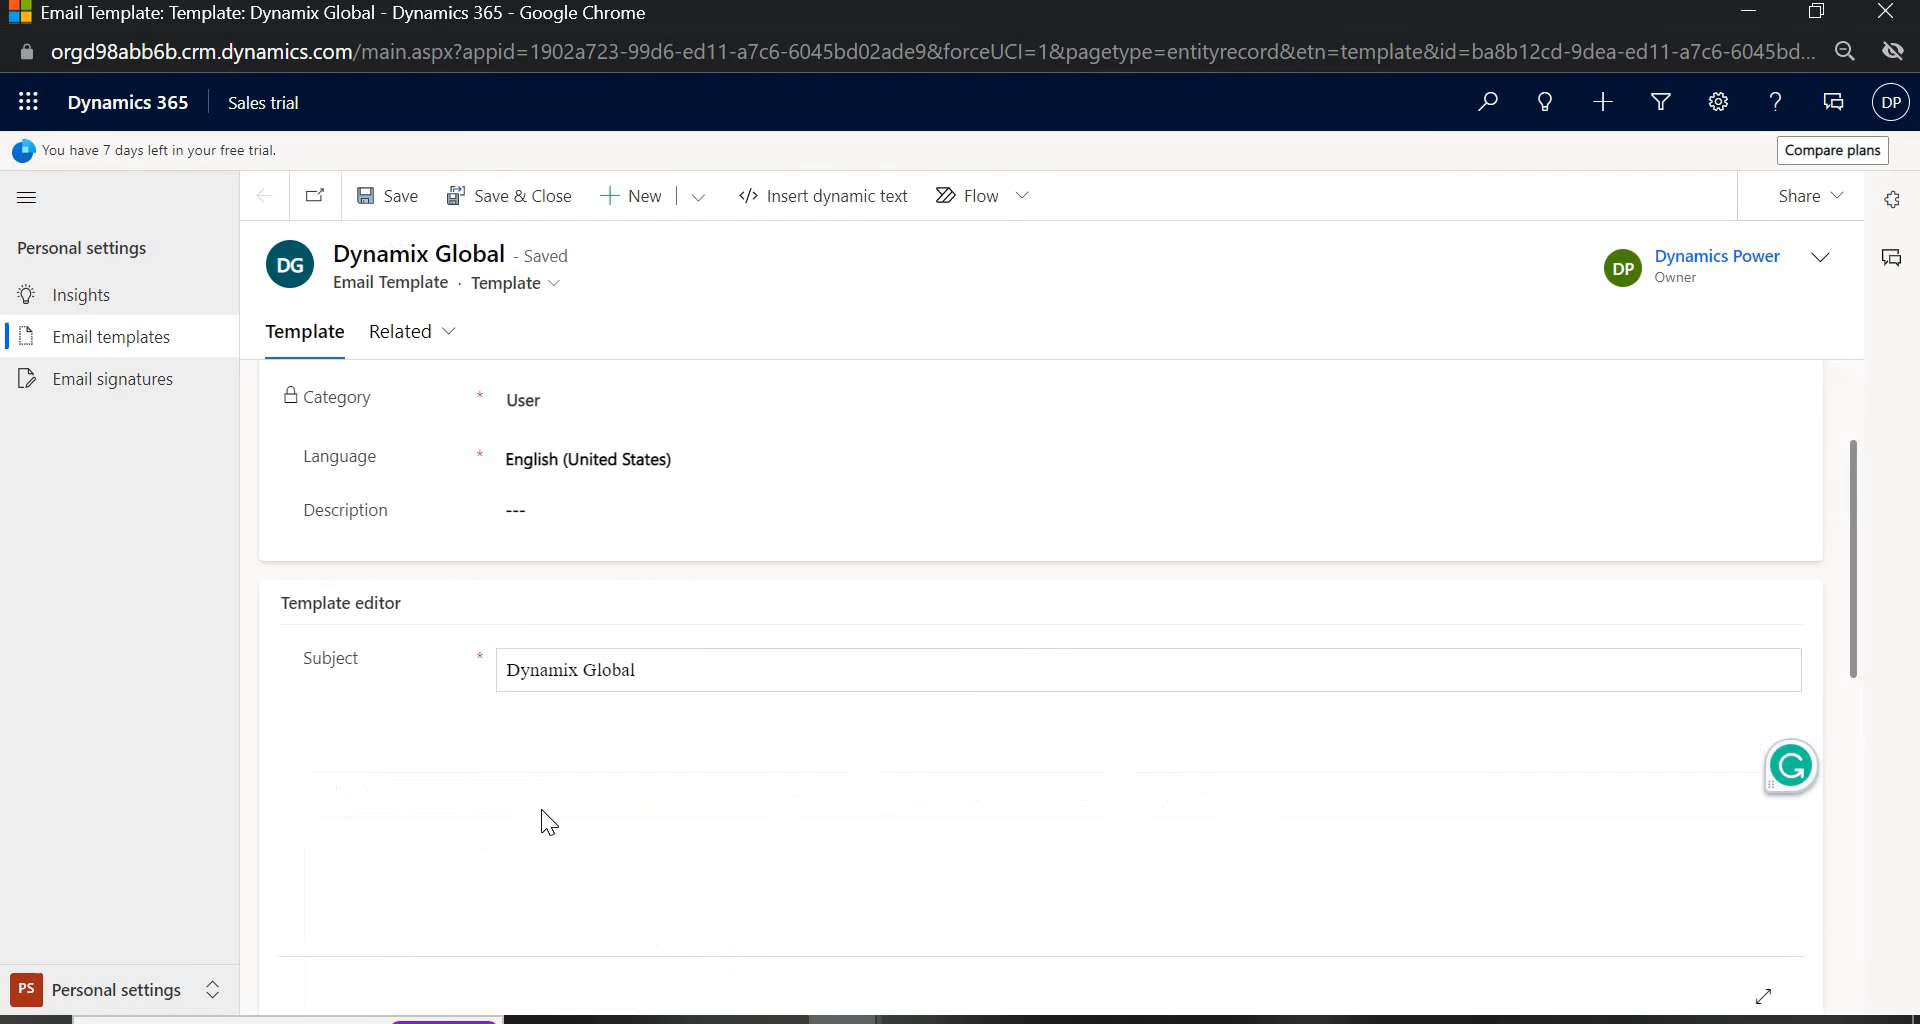 Email Template: Template: Dynamix Global - Dynamics 365 - Google Chrome
orgd98abb6b.crm.dynamics.com/main.aspx?appid=1902a723-99d6-ed11-a7c6-6045bd02ade9&forceUCI=1&pagetype=entityrecord&etn=template&id=ba8b12cd-9dea-ed11-a7c6-6045bd...
Dynamics 365 Sales trial DP
You have 7 days left in your free trial. Compare plans
Save Save & Close New Insert dynamic text Flow Share
Personal settings
Insights
Email templates
Email signatures
DG Dynamix Global - Saved
Email Template · Template
DP Dynamics Power
Owner
Template Related
Category * User
Language * English (United States)
Description ---
Template editor
Subject * Dynamix Global
G
PS Personal settings